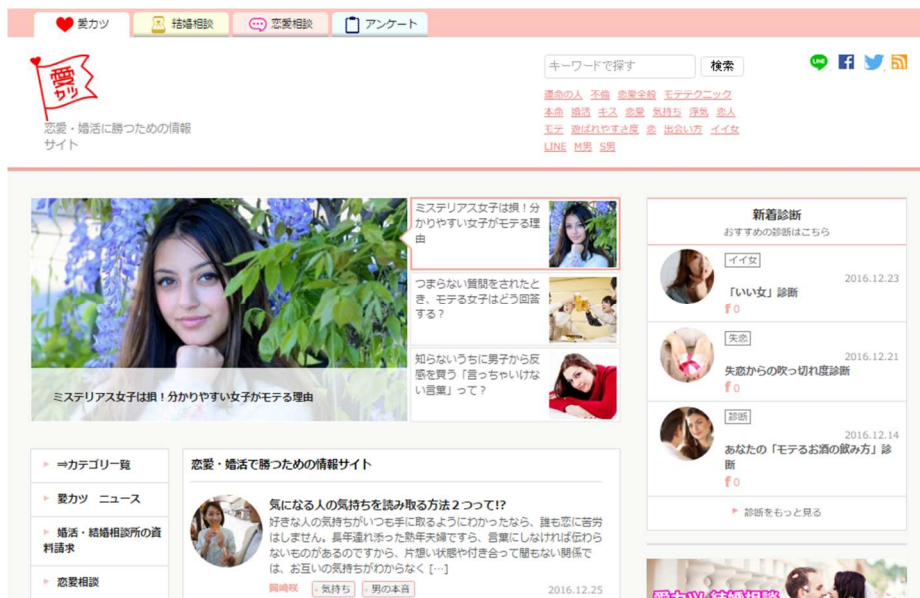 愛カツ
結婚相談
恋愛相談
アンケート
愛カツ
恋愛・婚活に勝つための情報
サイト
キーワードで探す
検索
LINE
運命の人 不倫 恋愛全般 モテテクニック
本命 婚活 キス 恋愛 気持ち 浮気 恋人
モテ 遊ばれやすさ度 恋 出会い方 イイ女
LINE M男 S男
ミステリアス女子は損！分かりやすい女子がモテる理由
ミステリアス女子は損！分
かりやすい女子がモテる理
由
つまらない質問をされたと
き、モテる女子はどう回答
する？
知らないうちに男子から反
感を買う「言っちゃいけな
い言葉」って？
新着診断
おすすめの診断はこちら
イイ女
2016.12.23
「いい女」診断
0
失恋
2016.12.21
失恋からの吹っ切れ度診断
0
診断
2016.12.14
あなたの「モテるお酒の飲み方」診
断
0
診断をもっと見る
⇒カテゴリ一覧
愛カツ　ニュース
婚活・結婚相談所の資
料請求
恋愛相談
恋愛・婚活で勝つための情報サイト
気になる人の気持ちを読み取る方法２つって!?
好きな人の気持ちがいつも手に取るようにわかったなら、誰も恋に苦労
はしません。長年連れ添った熟年夫婦ですら、言葉にしなければ伝わら
ないものがあるのですから、片想い状態や付き合って間もない関係で
は、お互いの気持ちがわからなく […]
岡崎咲
気持ち
男の本音
2016.12.25
愛カツ 結婚相談